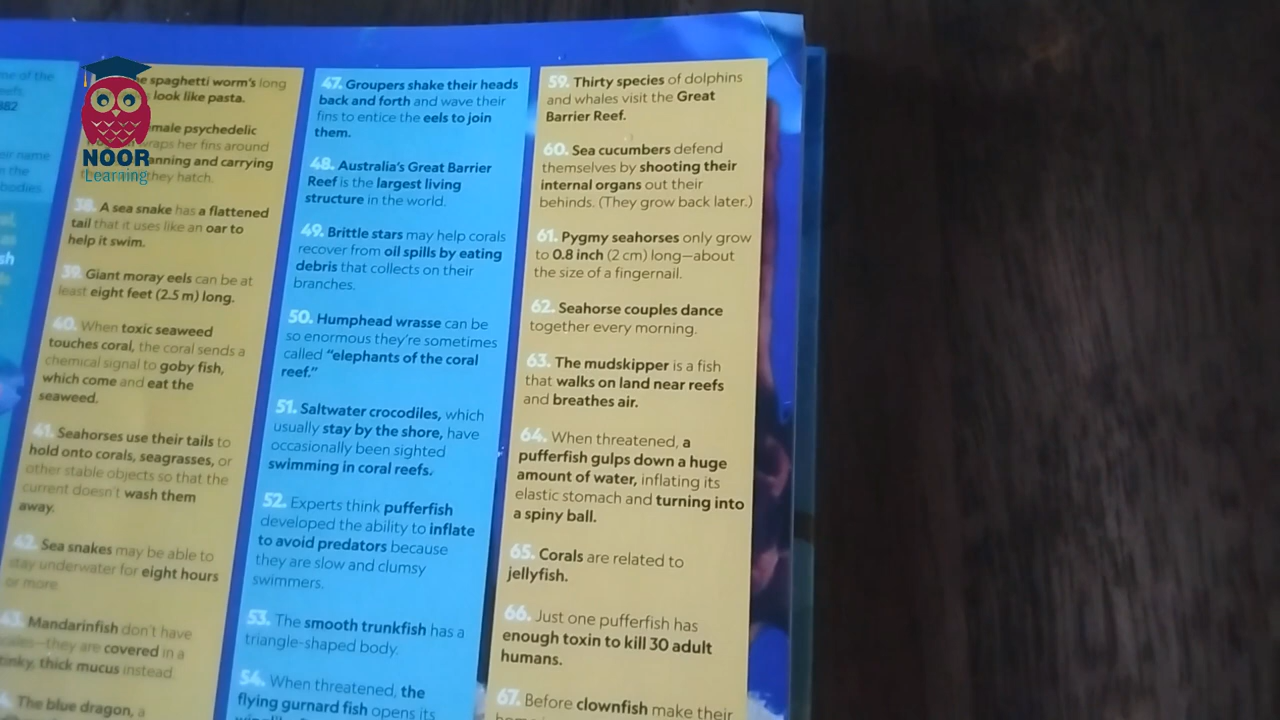 NOOR
Learning
me of the
eefs.
382
eir name
n the
bodies.
sh
e spaghetti worm's long
look like pasta.
male psychedelic
wraps her fins around
anning and carrying
they hatch.
38. A sea snake has a flattened
tail that it uses like an oar to
help it swim.
39. Giant moray eels can be at
least eight feet (2.5 m) long.
40. When toxic seaweed
touches coral, the coral sends a
chemical signal to goby fish,
which come and eat the
seaweed.
41. Seahorses use their tails to
hold onto corals, seagrasses, or
other stable objects so that the
current doesn't wash them
away.
42. Sea snakes may be able to
stay underwater for eight hours
or more.
43. Mandarinfish don't have
scales—they are covered in a
stinky, thick mucus instead.
The blue dragon, a
47. Groupers shake their heads
back and forth and wave their
fins to entice the eels to join
them.
48. Australia's Great Barrier
Reef is the largest living
structure in the world.
49. Brittle stars may help corals
recover from oil spills by eating
debris that collects on their
branches.
50. Humphead wrasse can be
so enormous they're sometimes
called "elephants of the coral
reef."
51. Saltwater crocodiles, which
usually stay by the shore, have
occasionally been sighted
swimming in coral reefs.
52. Experts think pufferfish
developed the ability to inflate
to avoid predators because
they are slow and clumsy
swimmers.
53. The smooth trunkfish has a
triangle-shaped body.
54. When threatened, the
flying gurnard fish opens its
59. Thirty species of dolphins
and whales visit the Great
Barrier Reef.
60. Sea cucumbers defend
themselves by shooting their
internal organs out their
behinds. (They grow back later.)
61. Pygmy seahorses only grow
to 0.8 inch (2 cm) long—about
the size of a fingernail.
62. Seahorse couples dance
together every morning.
63. The mudskipper is a fish
that walks on land near reefs
and breathes air.
64. When threatened, a
pufferfish gulps down a huge
amount of water, inflating its
elastic stomach and turning into
a spiny ball.
65. Corals are related to
jellyfish.
66. Just one pufferfish has
enough toxin to kill 30 adult
humans.
67. Before clownfish make their